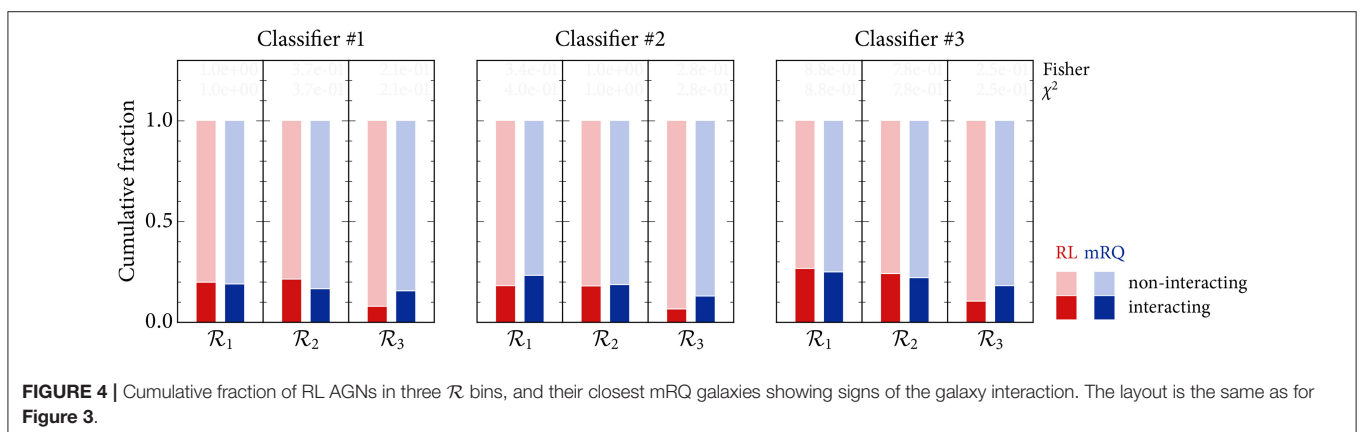 Classifier #1 Classifier #2 Classifier #3
1.0e+00 3.7e-01 2.1e-01 3.4e-01 1.0e+00 2.8e-01 8.8e-01 7.8e-01 2.5e-01 Fisher
1.0e+00 3.7e-01 2.1e-01 4.0e-01 1.0e+00 2.8e-01 8.8e-01 7.8e-01 2.5e-01 χ²
1.0
0.5
0.0
Cumulative fraction
RL mRQ
non-interacting
interacting
ℛ₁ ℛ₂ ℛ₃ ℛ₁ ℛ₂ ℛ₃ ℛ₁ ℛ₂ ℛ₃
FIGURE 4 | Cumulative fraction of RL AGNs in three ℛ bins, and their closest mRQ galaxies showing signs of the galaxy interaction. The layout is the same as for
Figure 3.